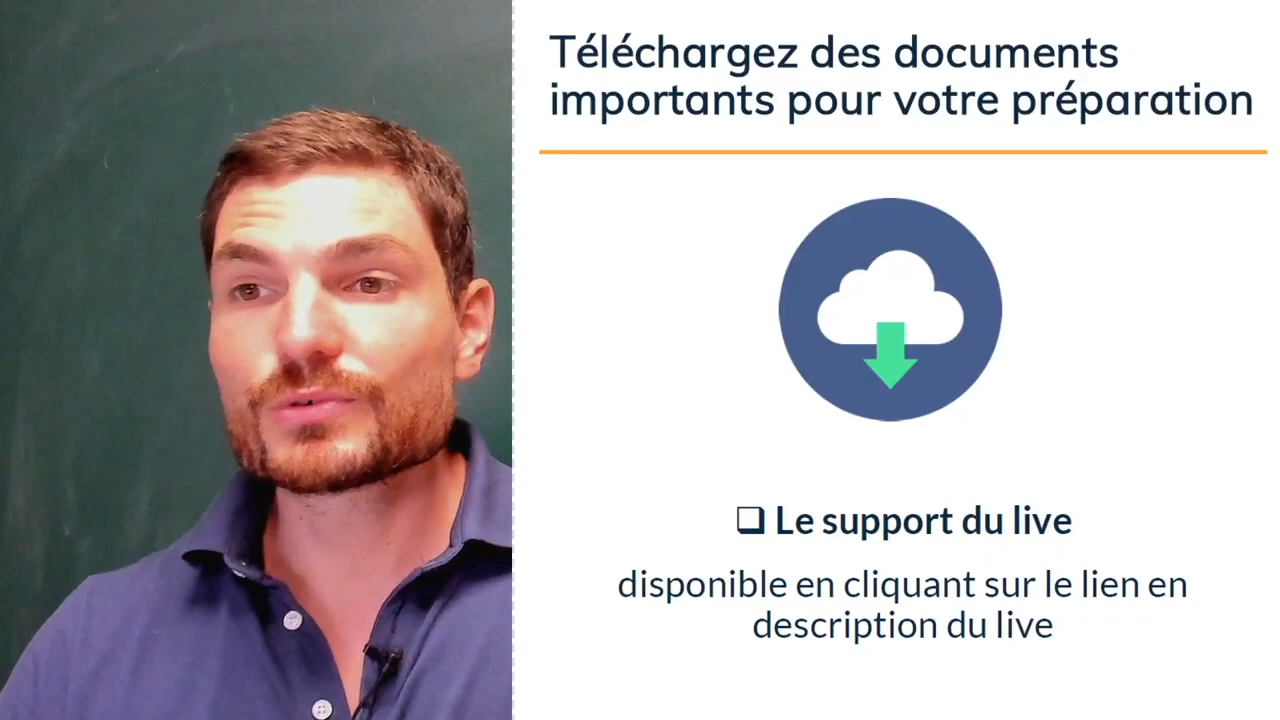 Téléchargez des documents
importants pour votre préparation
❑ Le support du live
disponible en cliquant sur le lien en
description du live